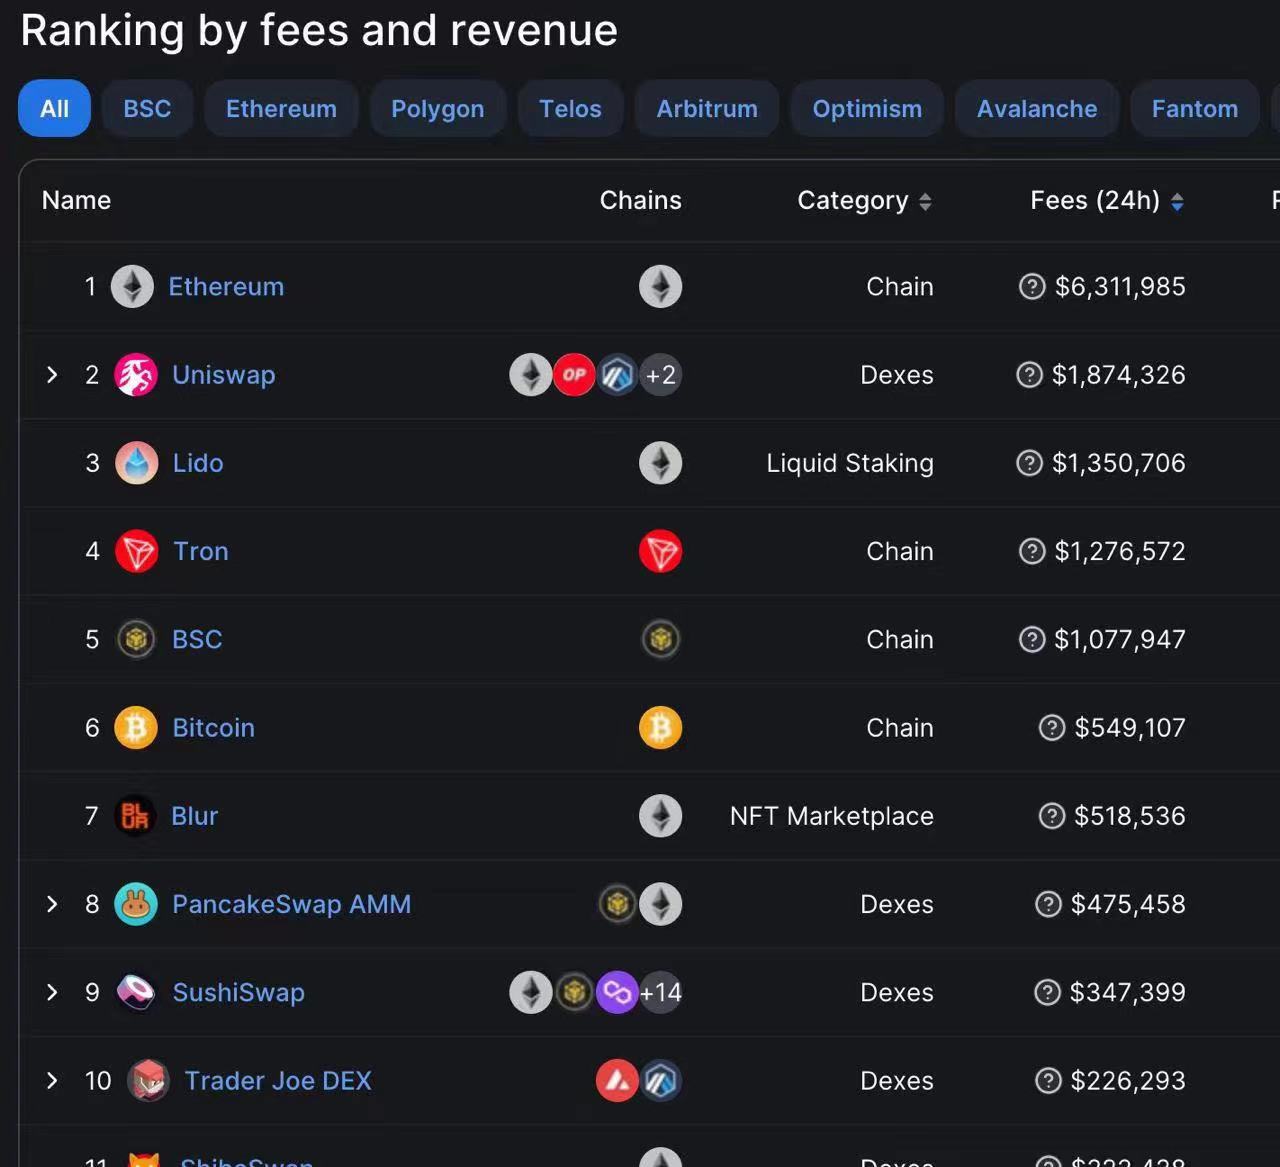 Ranking by fees and revenue
All BSC Ethereum Polygon Telos Arbitrum Optimism Avalanche Fantom
Name Chains Category Fees (24h)
1 Ethereum Chain $6,311,985
2 Uniswap OP +2 Dexes $1,874,326
3 Lido Liquid Staking $1,350,706
4 Tron Chain $1,276,572
5 BSC Chain $1,077,947
6 Bitcoin Chain $549,107
7 BLUR Blur NFT Marketplace $518,536
8 PancakeSwap AMM Dexes $475,458
9 SushiSwap +14 Dexes $347,399
10 Trader Joe DEX Dexes $226,293
11 ShibaSwap Dexes